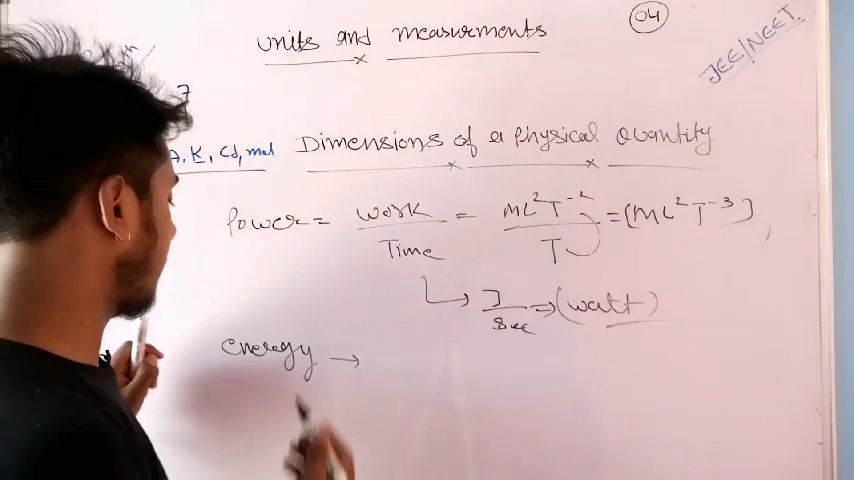 units and measurements
04
JEE/NEET
7
A, K, Cd, mol
Dimensions of a physical quantity
Power = Work / Time = ML²T⁻² / T = [ML²T⁻³]
J / Sec ⇒ (watt)
energy →